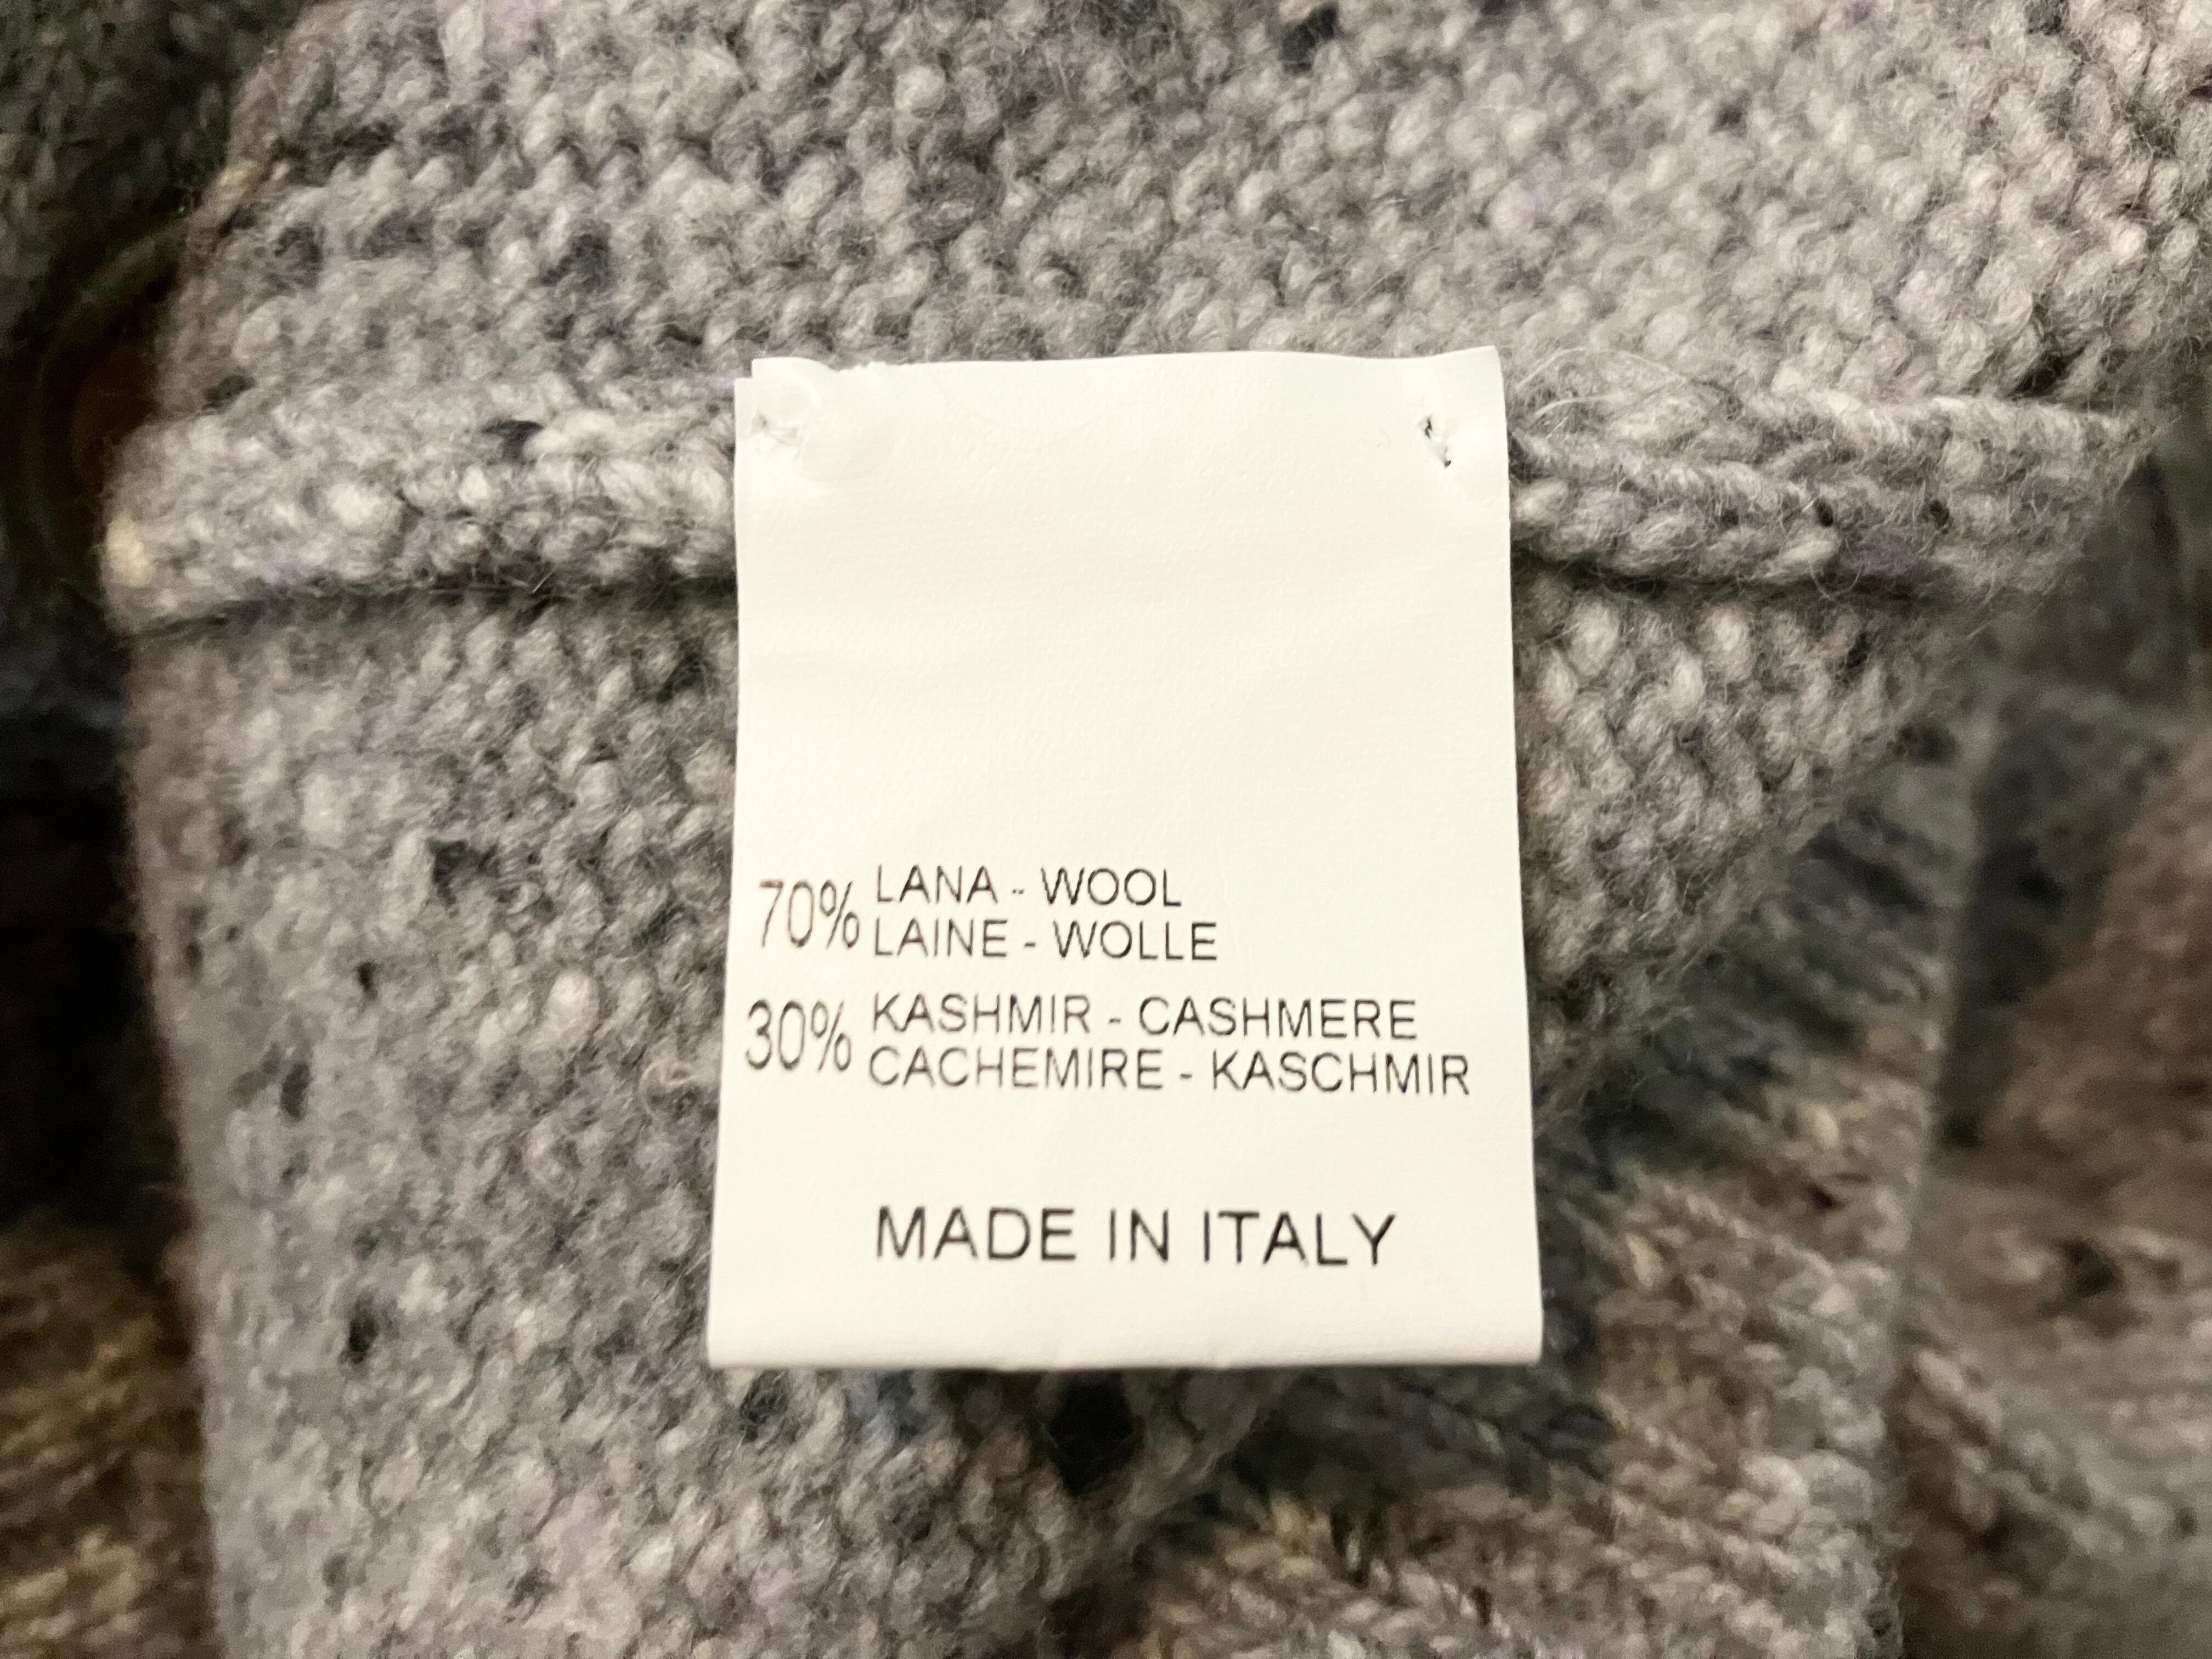 70% LANA - WOOL
LAINE - WOLLE
30% KASHMIR - CASHMERE
CACHEMIRE - KASCHMIR
MADE IN ITALY